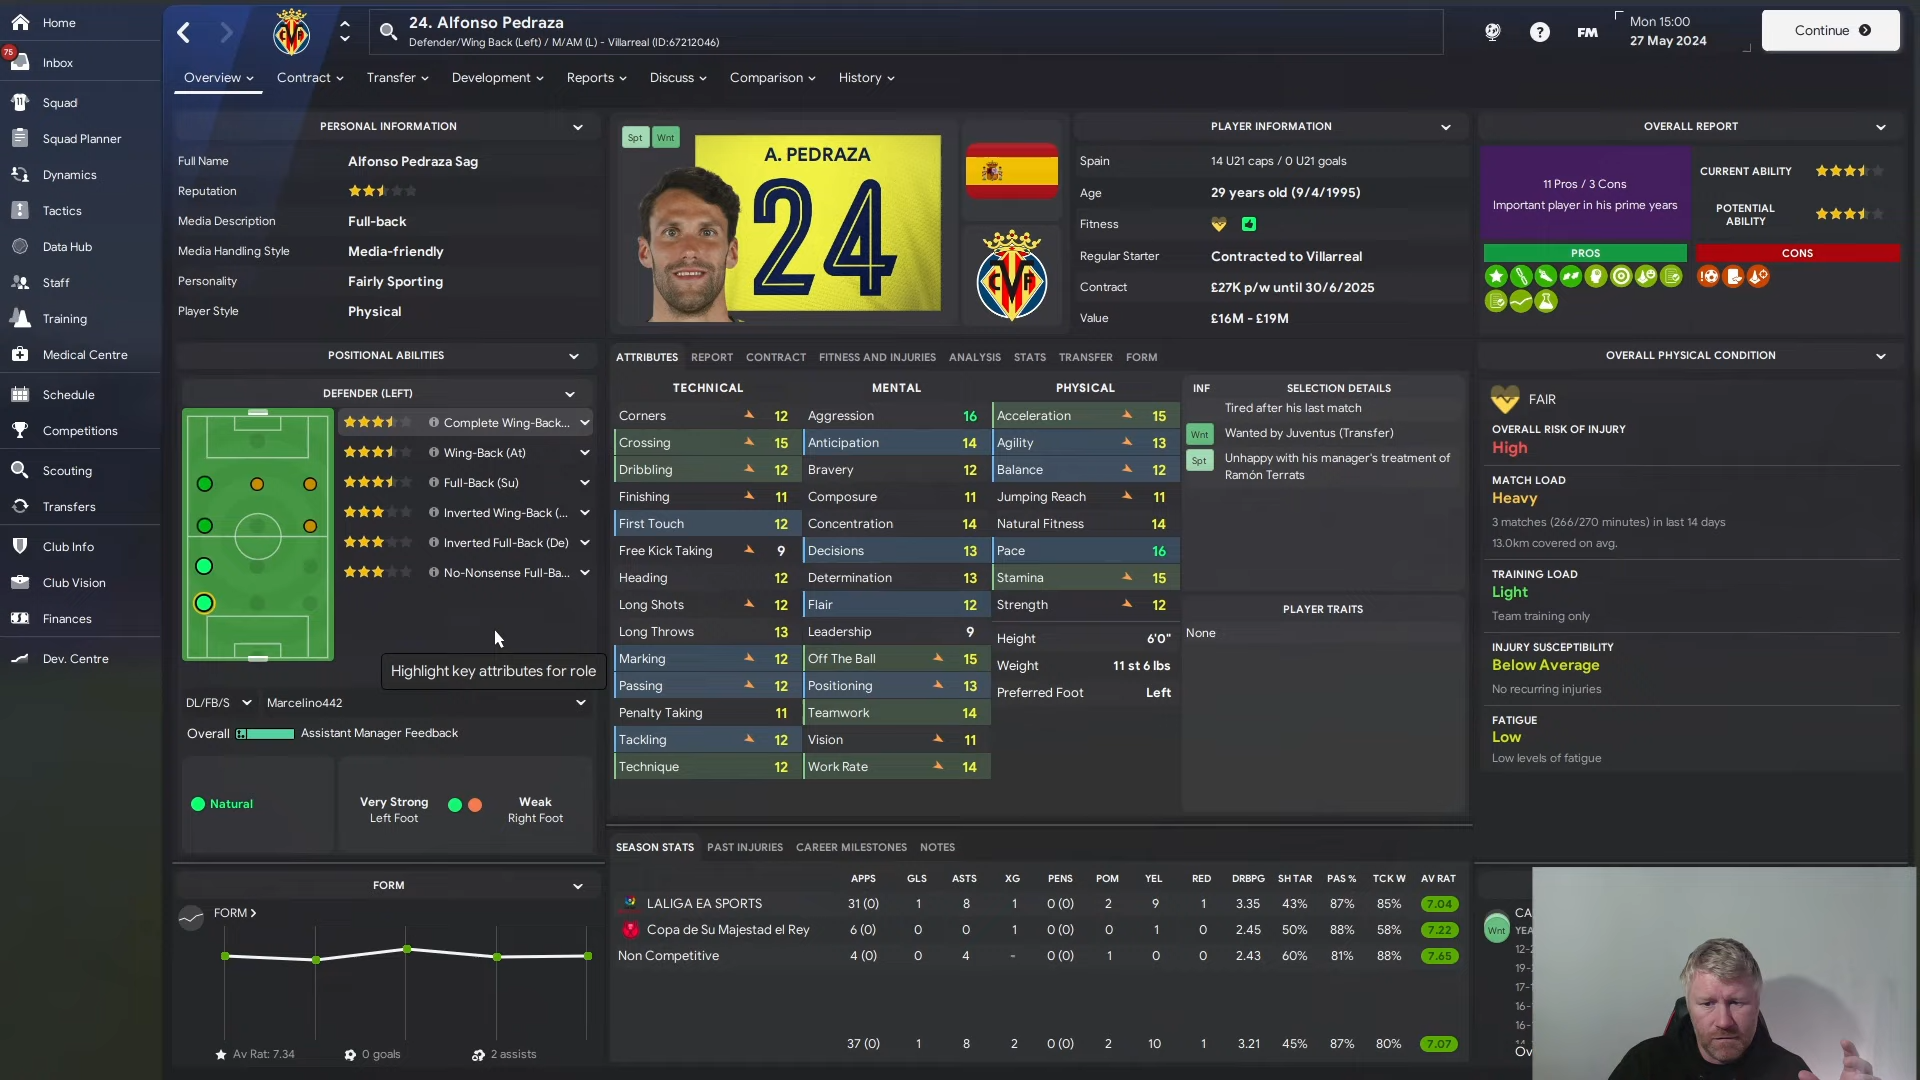 Home
75
Inbox
Squad
Squad Planner
Dynamics
Tactics
Data Hub
Staff
Training
Medical Centre
Schedule
Competitions
Scouting
Transfers
Club Info
Club Vision
Finances
Dev. Centre
24. Alfonso Pedraza
Defender/Wing Back (Left) / M/AM (L) - Villarreal (ID:67212046)
FM
Mon 15:00
27 May 2024
Continue
Overview
Contract
Transfer
Development
Reports
Discuss
Comparison
History
PERSONAL INFORMATION
Full Name Alfonso Pedraza Sag
Reputation
Media Description Full-back
Media Handling Style Media-friendly
Personality Fairly Sporting
Player Style Physical
Spt Wnt
A. PEDRAZA
24
PLAYER INFORMATION
Spain 14 U21 caps / 0 U21 goals
Age 29 years old (9/4/1995)
Fitness
Regular Starter Contracted to Villarreal
Contract £27K p/w until 30/6/2025
Value £16M - £19M
OVERALL REPORT
11 Pros / 3 Cons
Important player in his prime years
CURRENT ABILITY
POTENTIAL ABILITY
PROS CONS
POSITIONAL ABILITIES
DEFENDER (LEFT)
Complete Wing-Back...
Wing-Back (At)
Full-Back (Su)
Inverted Wing-Back (...
Inverted Full-Back (De)
No-Nonsense Full-Ba...
Highlight key attributes for role
DL/FB/S Marcelino442
Overall Assistant Manager Feedback
Natural
Very Strong
Left Foot
Weak
Right Foot
ATTRIBUTES REPORT CONTRACT FITNESS AND INJURIES ANALYSIS STATS TRANSFER FORM
TECHNICAL MENTAL PHYSICAL
Corners 12 Aggression 16 Acceleration 15
Crossing 15 Anticipation 14 Agility 13
Dribbling 12 Bravery 12 Balance 12
Finishing 11 Composure 11 Jumping Reach 11
First Touch 12 Concentration 14 Natural Fitness 14
Free Kick Taking 9 Decisions 13 Pace 16
Heading 12 Determination 13 Stamina 15
Long Shots 12 Flair 12 Strength 12
Long Throws 13 Leadership 9 Height 6'0"
Marking 12 Off The Ball 15 Weight 11 st 6 lbs
Passing 12 Positioning 13 Preferred Foot Left
Penalty Taking 11 Teamwork 14
Tackling 12 Vision 11
Technique 12 Work Rate 14
INF SELECTION DETAILS
Tired after his last match
Wnt Wanted by Juventus (Transfer)
Spt Unhappy with his manager's treatment of
Ramón Terrats
PLAYER TRAITS
None
OVERALL PHYSICAL CONDITION
FAIR
OVERALL RISK OF INJURY
High
MATCH LOAD
Heavy
3 matches (266/270 minutes) in last 14 days
13.0km covered on avg.
TRAINING LOAD
Light
Team training only
INJURY SUSCEPTIBILITY
Below Average
No recurring injuries
FATIGUE
Low
Low levels of fatigue
FORM
FORM >
Av Rat: 7.34 0 goals 2 assists
SEASON STATS PAST INJURIES CAREER MILESTONES NOTES
APPS GLS ASTS XG PENS POM YEL RED DRBPG SH TAR PAS % TCK W AV RAT
LALIGA EA SPORTS 31 (0) 1 8 1 0 (0) 2 9 1 3.35 43% 87% 85% 7.04
Copa de Su Majestad el Rey 6 (0) 0 0 1 0 (0) 0 1 0 2.45 50% 88% 58% 7.22
Non Competitive 4 (0) 0 4 - 0 (0) 1 0 0 2.43 60% 81% 88% 7.65
37 (0) 1 8 2 0 (0) 2 10 1 3.21 45% 87% 80% 7.07
Wnt
CA
YEA
12-2
19-
17-
16-
16-
Ov